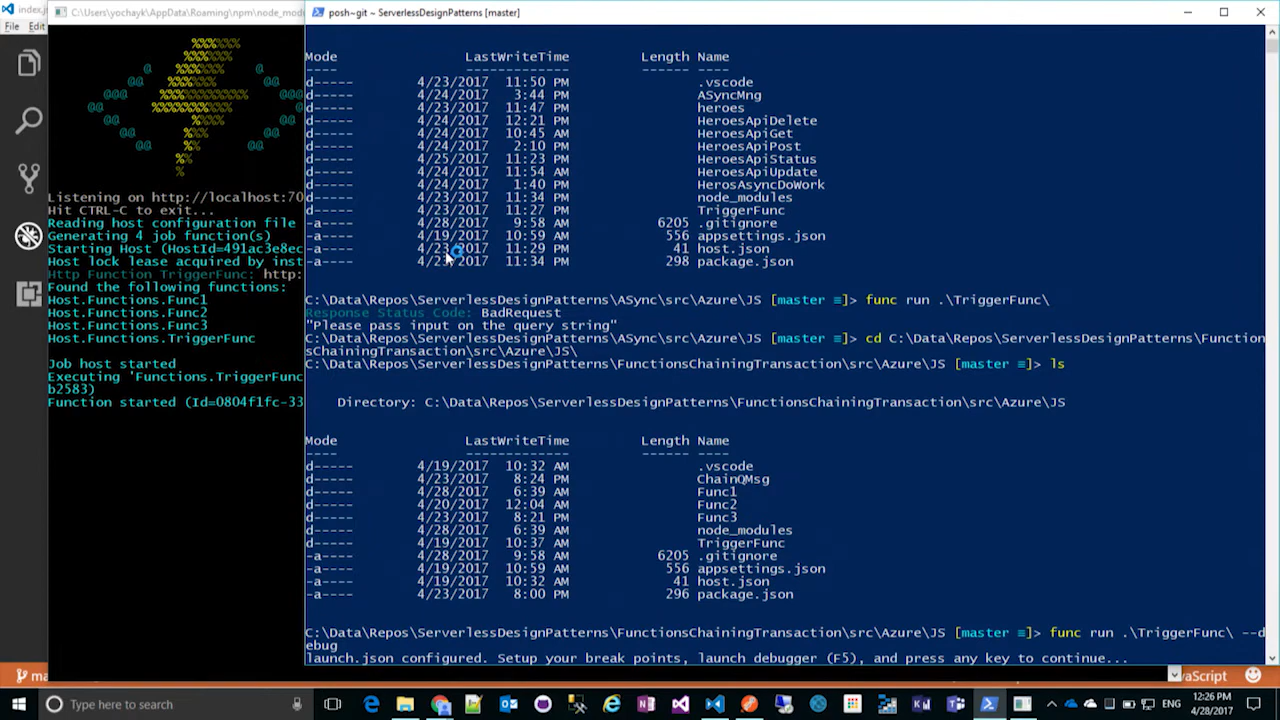 index.js
C:\Users\yochayk\AppData\Roaming\npm\node_mod
posh~git ~ ServerlessDesignPatterns [master]
File Edit
Listening on http://localhost:70
Hit CTRL-C to exit...
Reading host configuration file
Generating 4 job function(s)
Starting Host (HostId=491ac3e8ec
Host lock lease acquired by inst
Http Function TriggerFunc: http:
Found the following functions:
Host.Functions.Func1
Host.Functions.Func2
Host.Functions.Func3
Host.Functions.TriggerFunc
Job host started
Executing 'Functions.TriggerFunc
b2583)
Function started (Id=0804f1fc-33
Mode LastWriteTime Length Name
---- ------------- ------ ----
d----- 4/23/2017 11:50 PM .vscode
d----- 4/24/2017 3:44 PM ASyncMng
d----- 4/23/2017 11:47 PM heroes
d----- 4/24/2017 12:21 PM HeroesApiDelete
d----- 4/24/2017 10:45 AM HeroesApiGet
d----- 4/24/2017 2:10 PM HeroesApiPost
d----- 4/25/2017 11:23 PM HeroesApiStatus
d----- 4/24/2017 11:54 AM HeroesApiUpdate
d----- 4/24/2017 1:40 PM HerosAsyncDoWork
d----- 4/23/2017 11:34 PM node_modules
d----- 4/23/2017 11:27 PM TriggerFunc
-a---- 4/28/2017 9:58 AM 6205 .gitignore
-a---- 4/19/2017 10:59 AM 556 appsettings.json
-a---- 4/23/2017 11:29 PM 41 host.json
-a---- 4/23/2017 11:34 PM 298 package.json
C:\Data\Repos\ServerlessDesignPatterns\ASync\src\Azure\JS [master ≡]> func run .\TriggerFunc\
Response Status Code: BadRequest
"Please pass input on the query string"
C:\Data\Repos\ServerlessDesignPatterns\ASync\src\Azure\JS [master ≡]> cd C:\Data\Repos\ServerlessDesignPatterns\Function
sChainingTransaction\src\Azure\JS\
C:\Data\Repos\ServerlessDesignPatterns\FunctionsChainingTransaction\src\Azure\JS [master ≡]> ls
Directory: C:\Data\Repos\ServerlessDesignPatterns\FunctionsChainingTransaction\src\Azure\JS
Mode LastWriteTime Length Name
---- ------------- ------ ----
d----- 4/19/2017 10:32 AM .vscode
d----- 4/23/2017 8:24 PM ChainQMsg
d----- 4/28/2017 6:39 AM Func1
d----- 4/20/2017 12:04 AM Func2
d----- 4/23/2017 8:21 PM Func3
d----- 4/28/2017 6:39 AM node_modules
d----- 4/19/2017 10:37 AM TriggerFunc
-a---- 4/28/2017 9:58 AM 6205 .gitignore
-a---- 4/19/2017 10:59 AM 556 appsettings.json
-a---- 4/19/2017 10:32 AM 41 host.json
-a---- 4/23/2017 8:00 PM 296 package.json
C:\Data\Repos\ServerlessDesignPatterns\FunctionsChainingTransaction\src\Azure\JS [master ≡]> func run .\TriggerFunc\ --d
ebug
launch.json configured. Setup your break points, launch debugger (F5), and press any key to continue...
ma
vaScript
Type here to search
ENG
12:26 PM
4/28/2017